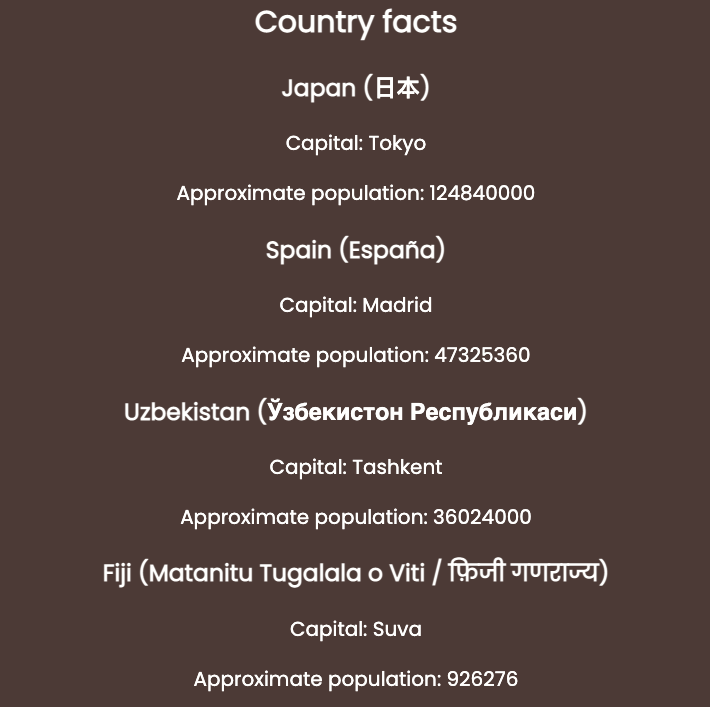 Country facts
Japan (日本)
Capital: Tokyo
Approximate population: 124840000
Spain (España)
Capital: Madrid
Approximate population: 47325360
Uzbekistan (Ўзбекистон Республикаси)
Capital: Tashkent
Approximate population: 36024000
Fiji (Matanitu Tugalala o Viti / फ़िजी गणराज्य)
Capital: Suva
Approximate population: 926276